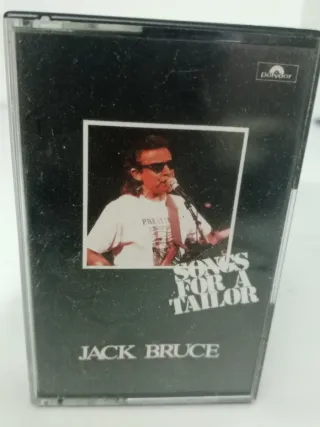 polydor
SONGS
FOR A
TAILOR
JACK BRUCE